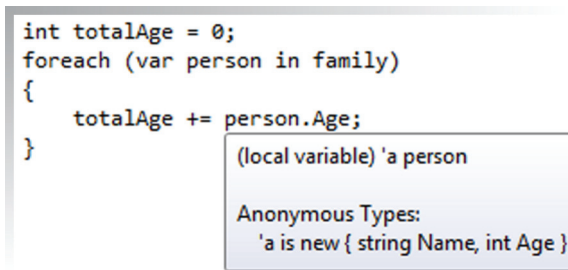 int totalAge = 0;
foreach (var person in family)
{
    totalAge += person.Age;
}
(local variable) 'a person
Anonymous Types:
'a is new { string Name, int Age }